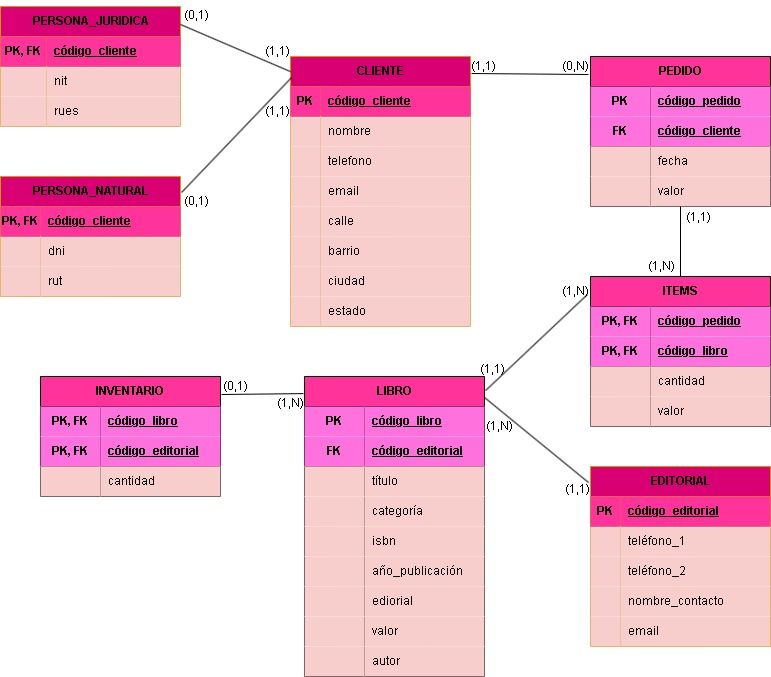 PERSONA_JURIDICA
PK, FK código_cliente
nit
rues
(0,1)
(1,1)
PERSONA_NATURAL
PK, FK código_cliente
dni
rut
(0,1)
(1,1)
CLIENTE
PK código_cliente
nombre
telefono
email
calle
barrio
ciudad
estado
(1,1)
(0,N)
PEDIDO
PK código_pedido
FK código_cliente
fecha
valor
(1,1)
(1,N)
ITEMS
PK, FK código_pedido
PK, FK código_libro
cantidad
valor
(1,N)
(1,1)
INVENTARIO
PK, FK código_libro
PK, FK código_editorial
cantidad
(0,1)
(1,N)
LIBRO
PK código_libro
FK código_editorial
título
categoría
isbn
año_publicación
ediorial
valor
autor
(1,N)
(1,1)
EDITORIAL
PK código_editorial
teléfono_1
teléfono_2
nombre_contacto
email